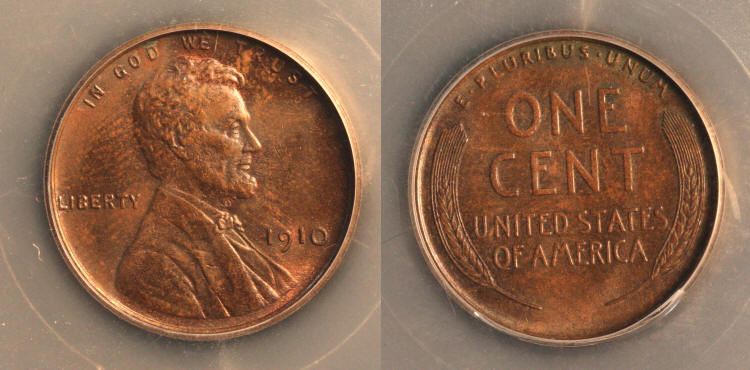 IN GOD WE TRUST
LIBERTY
1910
E · PLURIBUS · UNUM
ONE
CENT
UNITED STATES
OF AMERICA